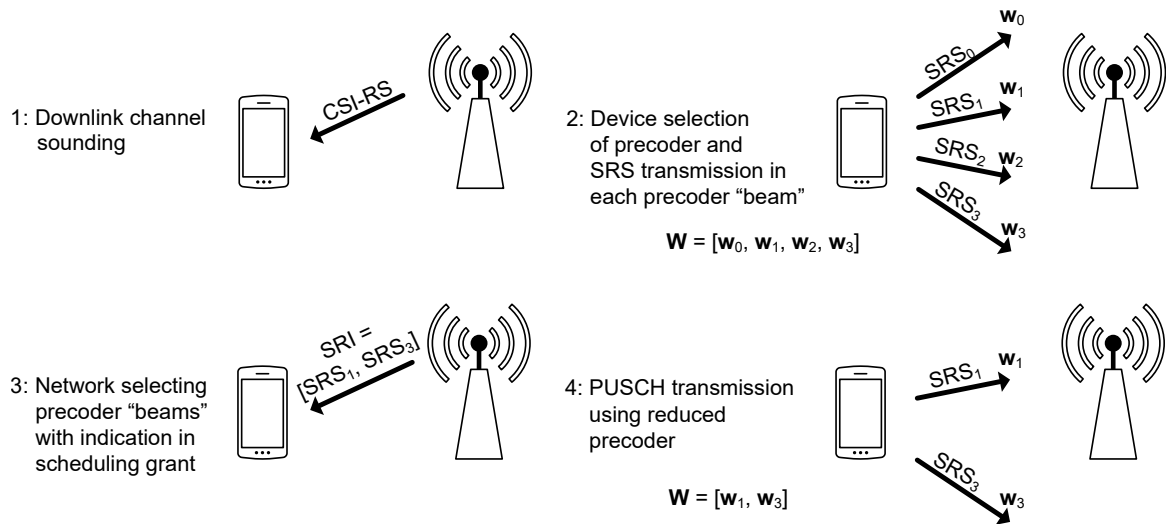 1: Downlink channel
sounding
CSI-RS
2: Device selection
of precoder and
SRS transmission in
each precoder “beam”
W = [w₀, w₁, w₂, w₃]
SRS₀
w₀
SRS₁
w₁
SRS₂
w₂
SRS₃
w₃
3: Network selecting
precoder “beams”
with indication in
scheduling grant
SRI =
[SRS₁, SRS₃]
4: PUSCH transmission
using reduced
precoder
W = [w₁, w₃]
SRS₁
w₁
SRS₃
w₃